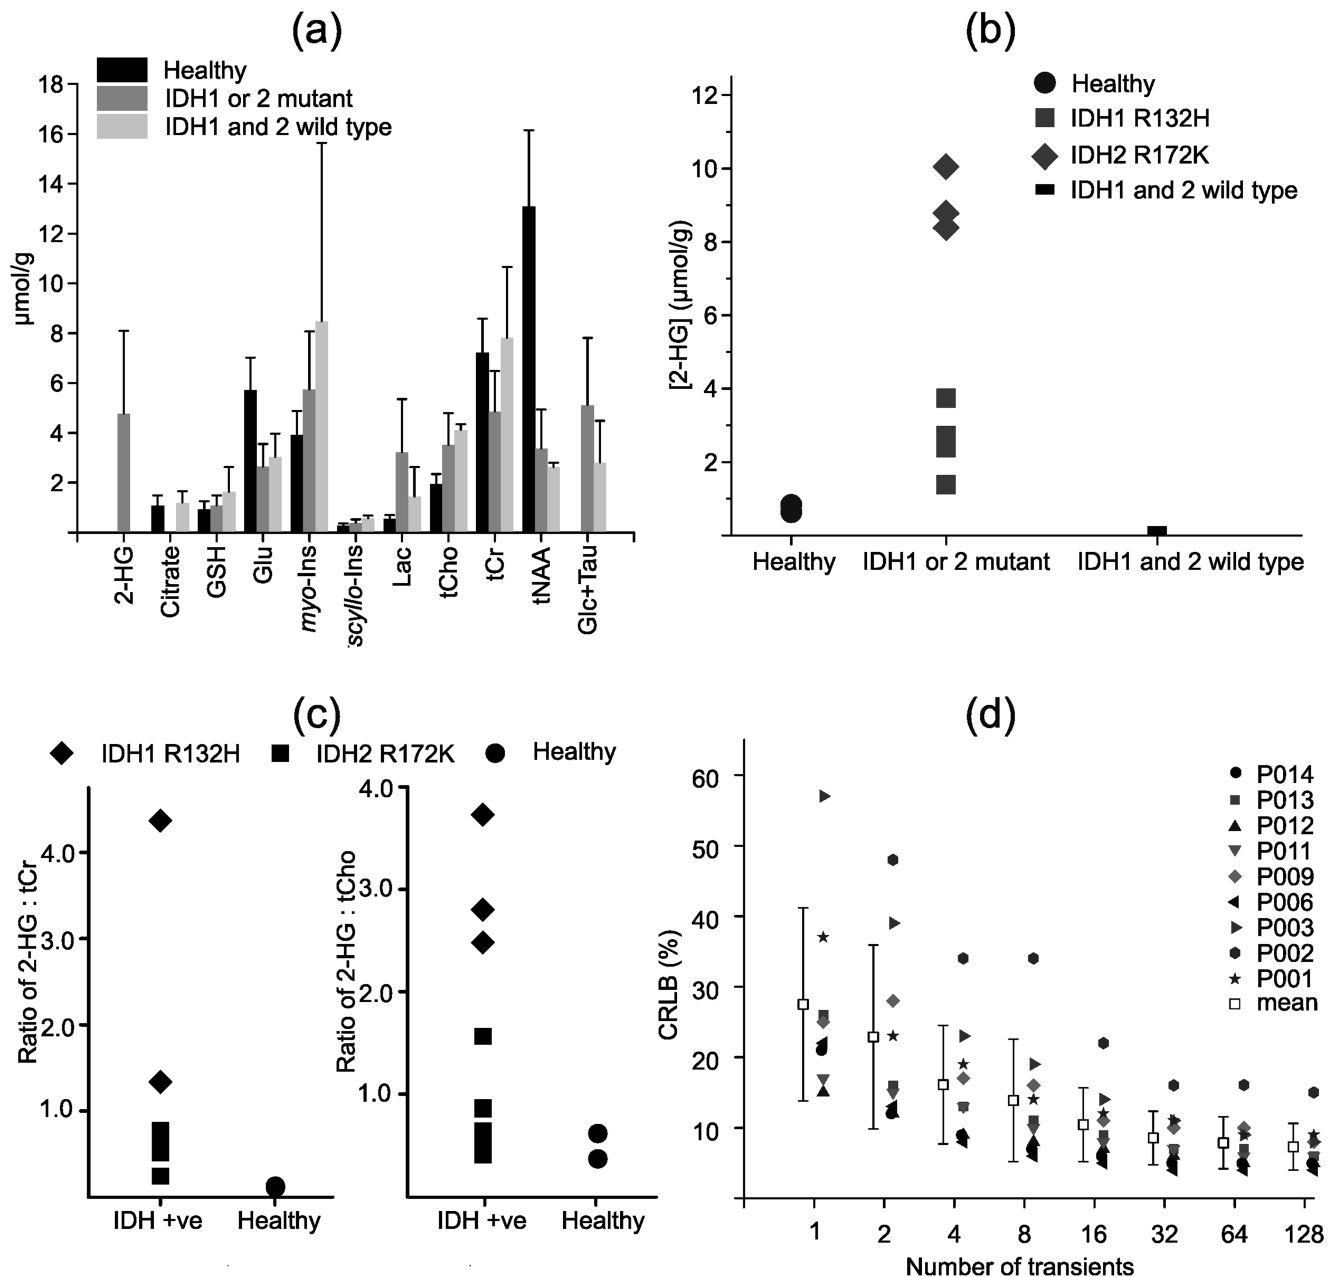 (a)
Healthy
IDH1 or 2 mutant
IDH1 and 2 wild type
18
16
14
12
10
8
6
4
2
µmol/g
2-HG
Citrate
GSH
Glu
myo-Ins
scyllo-Ins
Lac
tCho
tCr
tNAA
Glc+Tau
(b)
Healthy
IDH1 R132H
IDH2 R172K
IDH1 and 2 wild type
12
10
8
6
4
2
[2-HG] (µmol/g)
Healthy
IDH1 or 2 mutant
IDH1 and 2 wild type
(c)
IDH1 R132H
IDH2 R172K
Healthy
4.0
3.0
2.0
1.0
Ratio of 2-HG : tCr
IDH +ve
Healthy
4.0
3.0
2.0
1.0
Ratio of 2-HG : tCho
IDH +ve
Healthy
(d)
P014
P013
P012
P011
P009
P006
P003
P002
P001
mean
60
50
40
30
20
10
CRLB (%)
1
2
4
8
16
32
64
128
Number of transients